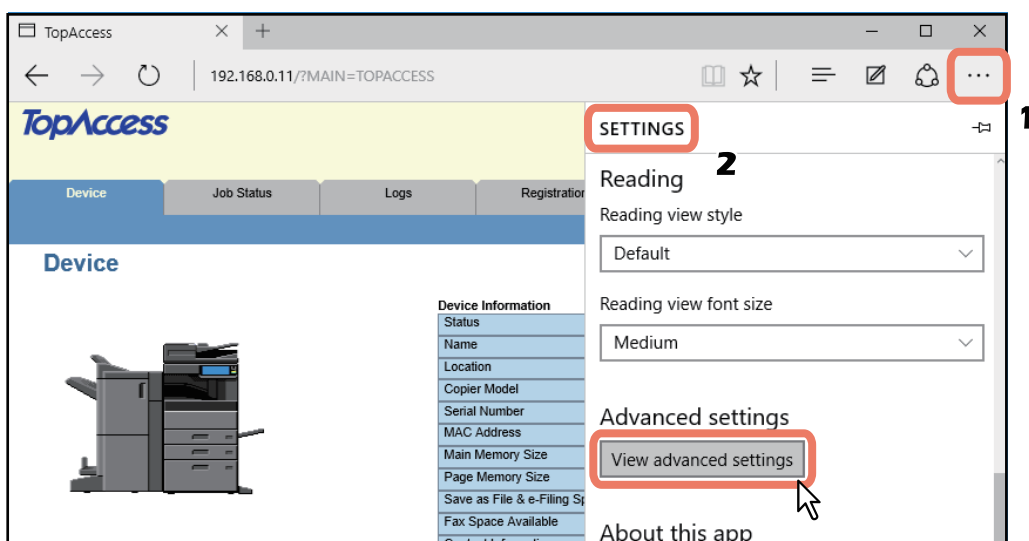 TopAccess
192.168.0.11/?MAIN=TOPACCESS
1
TopAccess
Device
Job Status
Logs
Registration
Device
Device Information
Status
Name
Location
Copier Model
Serial Number
MAC Address
Main Memory Size
Page Memory Size
Save as File & e-Filing
Fax Space Available
SETTINGS
2
Reading
Reading view style
Default
Reading view font size
Medium
Advanced settings
View advanced settings
About this app